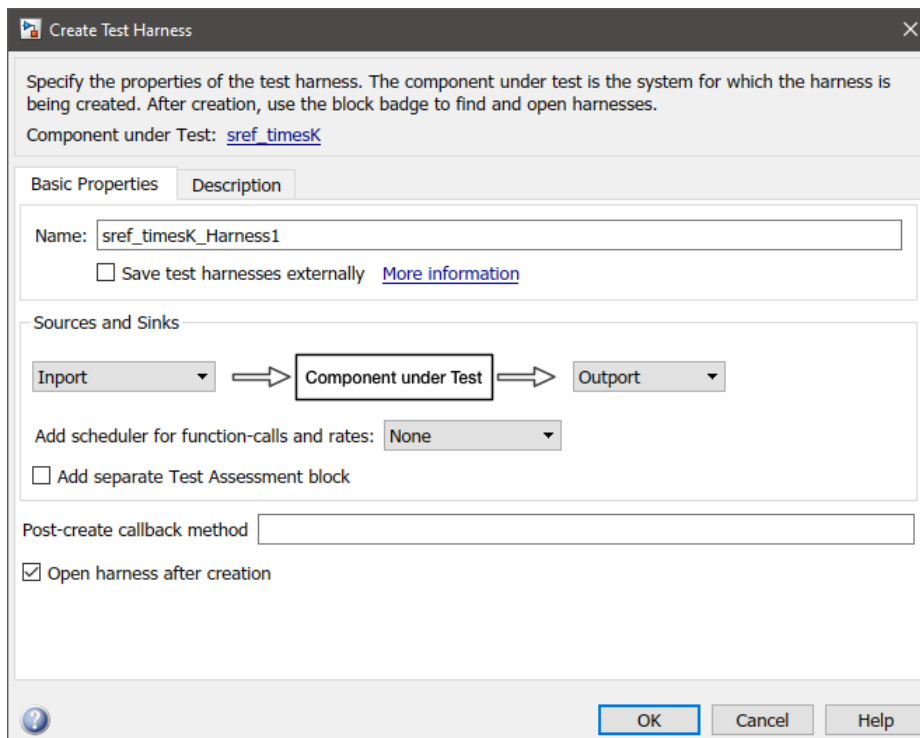 Create Test Harness
Specify the properties of the test harness. The component under test is the system for which the harness is
being created. After creation, use the block badge to find and open harnesses.
Component under Test: sref_timesK
Basic Properties Description
Name: sref_timesK_Harness1
Save test harnesses externally More information
Sources and Sinks
Inport Component under Test Outport
Add scheduler for function-calls and rates: None
Add separate Test Assessment block
Post-create callback method
Open harness after creation
? OK Cancel Help